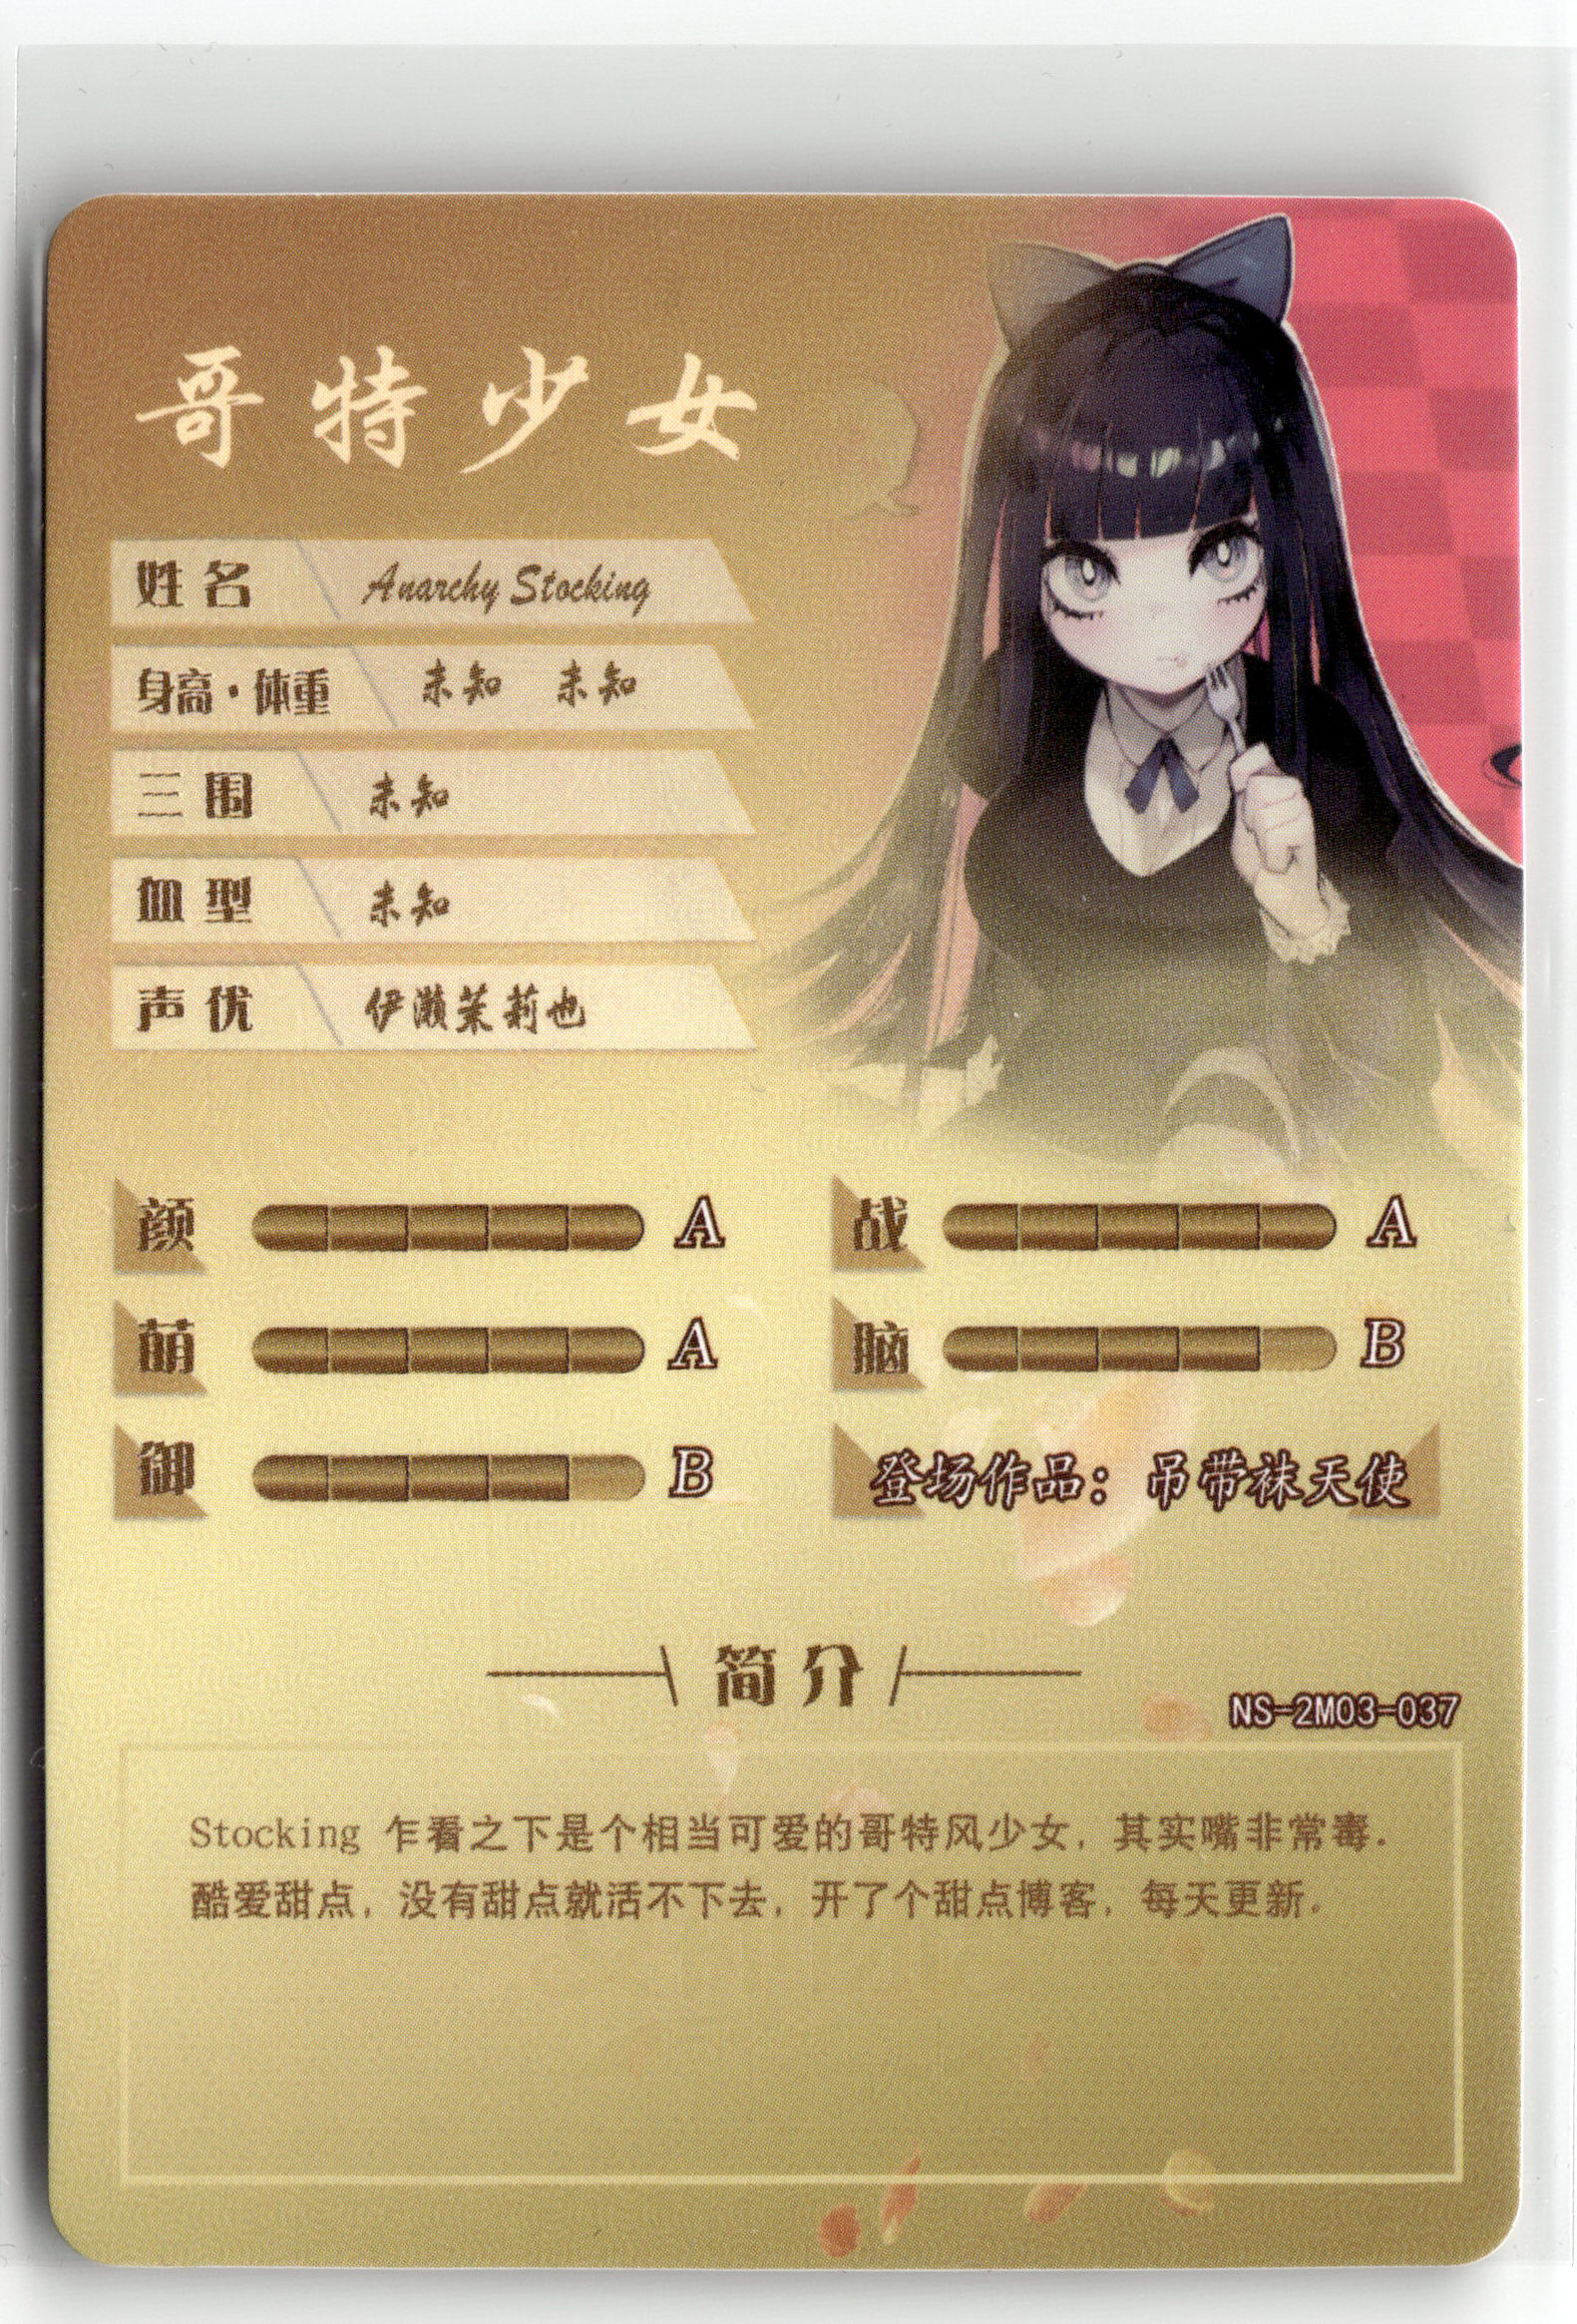 哥特少女
姓名 Anarchy Stocking
身高·体重 未知 未知
三围 未知
血型 未知
声优 伊濑茉莉也
颜 A 战 A
萌 A 脑 B
御 B 登场作品：吊带袜天使
简介
NS-2M03-037
Stocking 乍看之下是个相当可爱的哥特风少女，其实嘴非常毒。
酷爱甜点，没有甜点就活不下去，开了个甜点博客，每天更新。